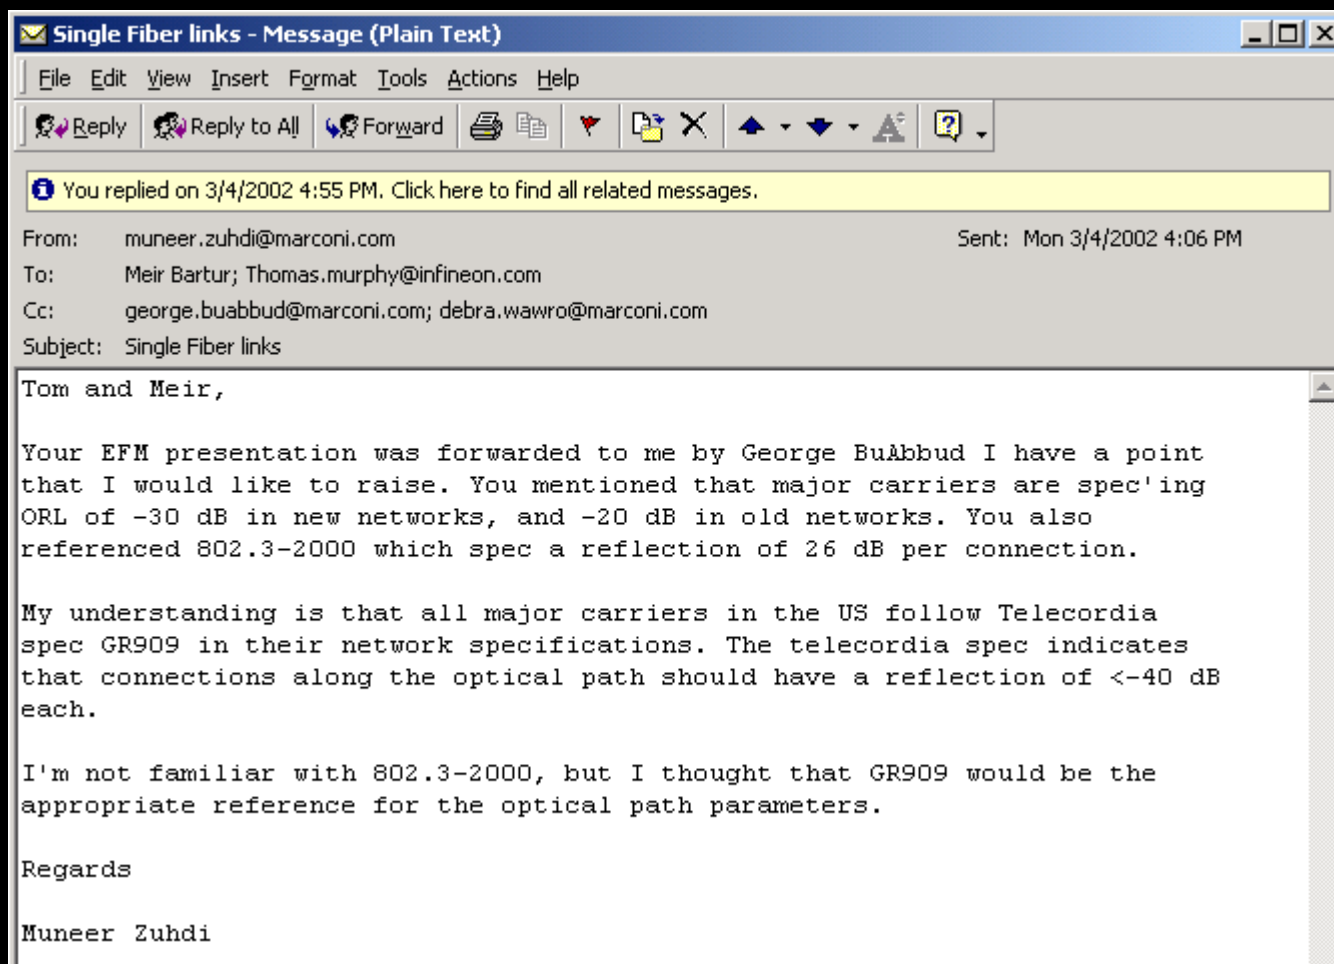 Single Fiber links - Message (Plain Text)
File Edit View Insert Format Tools Actions Help
Reply Reply to All Forward
You replied on 3/4/2002 4:55 PM. Click here to find all related messages.
From: muneer.zuhdi@marconi.com Sent: Mon 3/4/2002 4:06 PM
To: Meir Bartur; Thomas.murphy@infineon.com
Cc: george.buabbud@marconi.com; debra.wawro@marconi.com
Subject: Single Fiber links
Tom and Meir,
Your EFM presentation was forwarded to me by George BuAbbud I have a point
that I would like to raise. You mentioned that major carriers are spec'ing
ORL of -30 dB in new networks, and -20 dB in old networks. You also
referenced 802.3-2000 which spec a reflection of 26 dB per connection.
My understanding is that all major carriers in the US follow Telecordia
spec GR909 in their network specifications. The telecordia spec indicates
that connections along the optical path should have a reflection of <-40 dB
each.
I'm not familiar with 802.3-2000, but I thought that GR909 would be the
appropriate reference for the optical path parameters.
Regards
Muneer Zuhdi